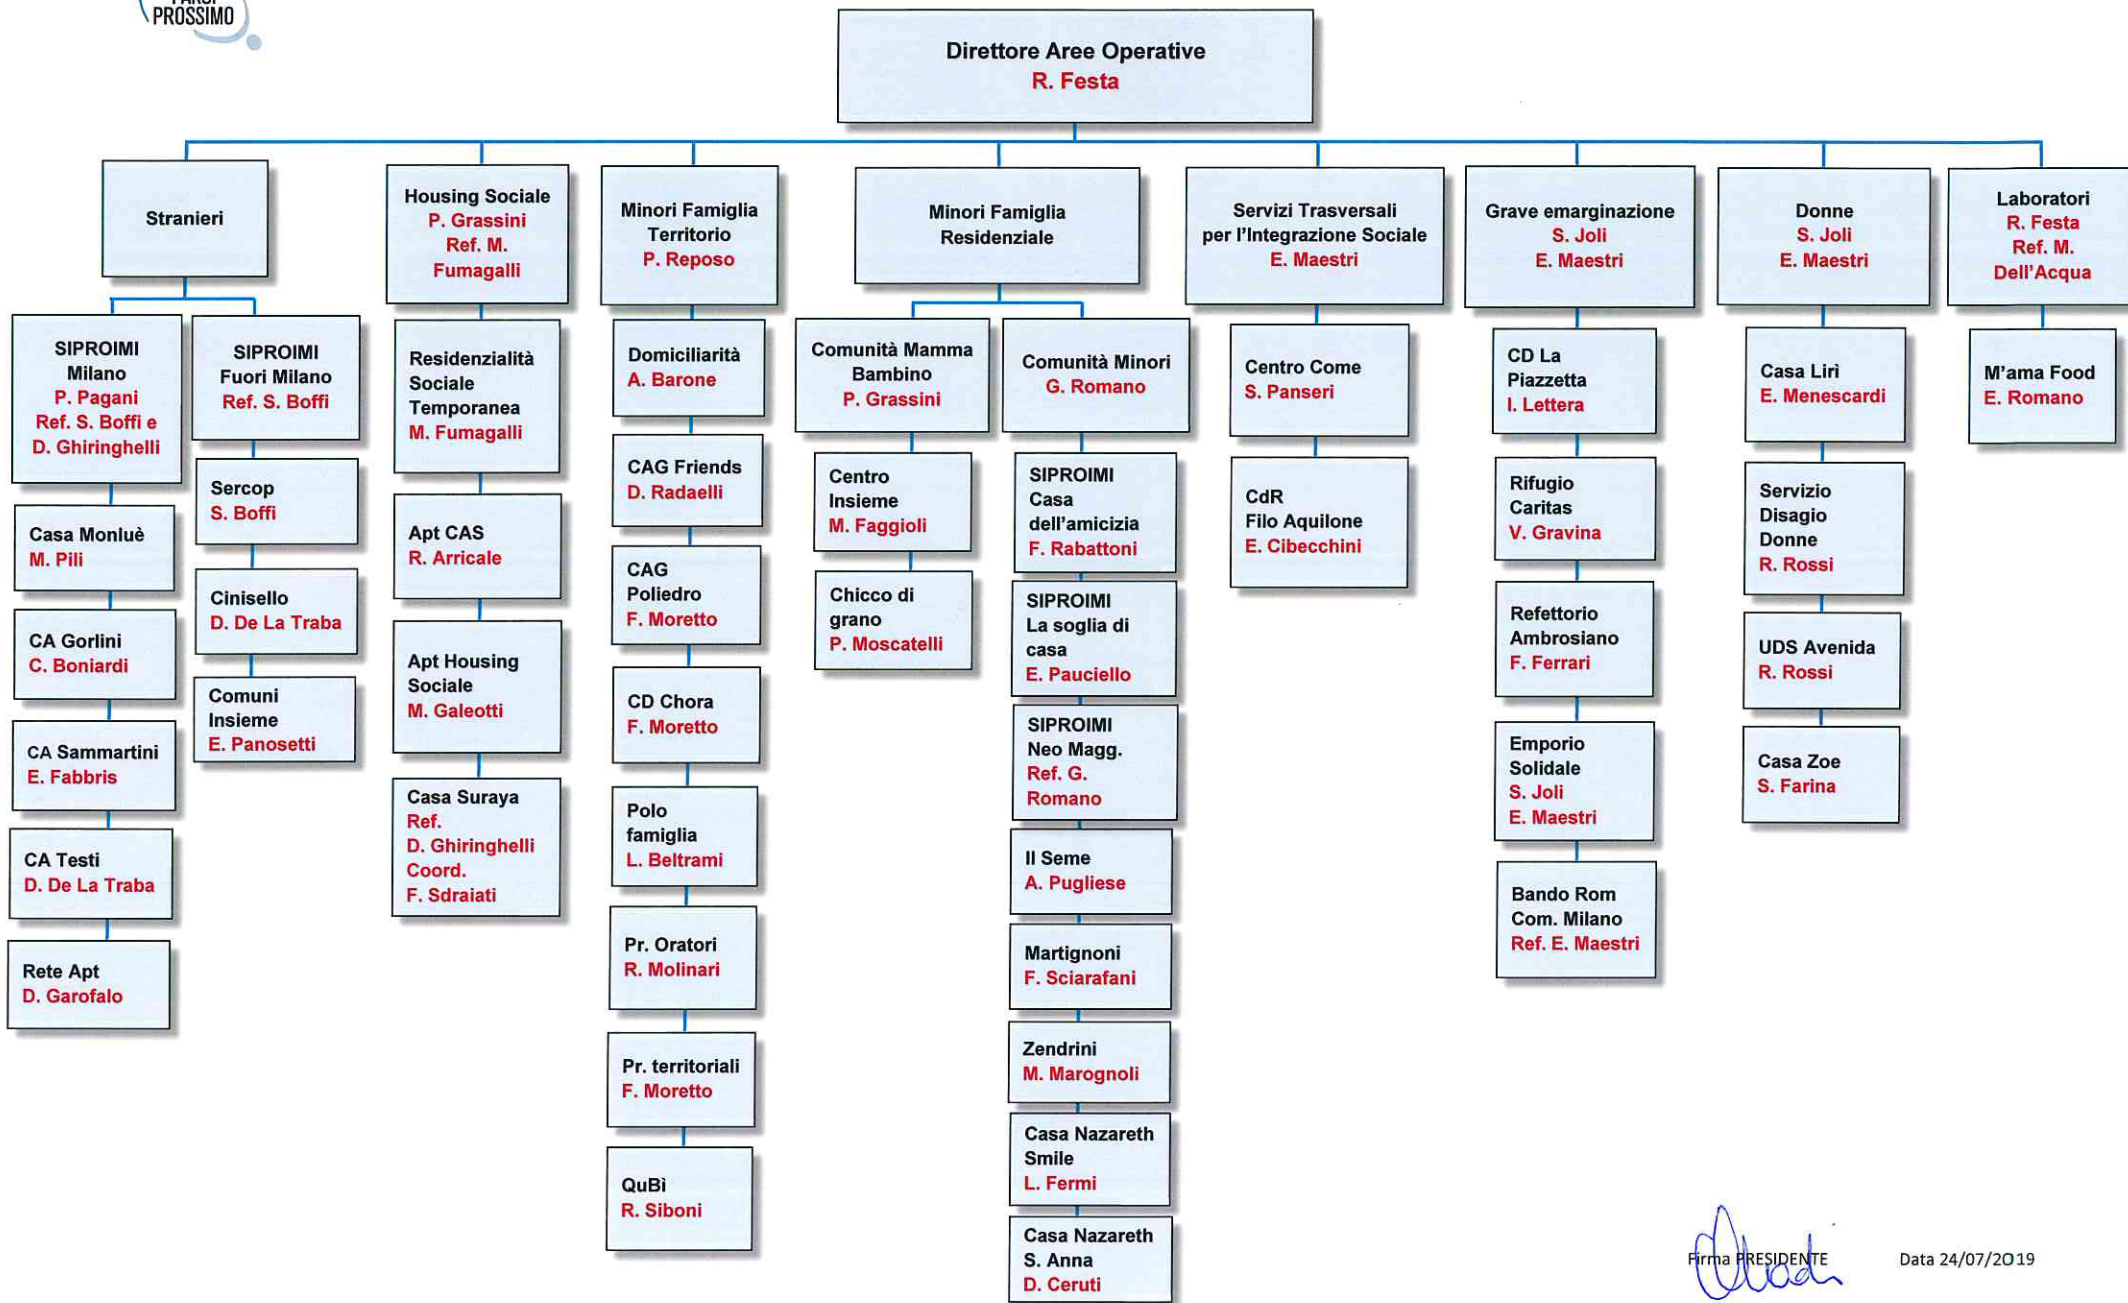 FARSI
PROSSIMO
Direttore Aree Operative
R. Festa
Stranieri
SIPROIMI
Milano
P. Pagani
Ref. S. Boffi e
D. Ghiringhelli
Casa Monluè
M. Pili
CA Gorlini
C. Boniardi
CA Sammartini
E. Fabbris
CA Testi
D. De La Traba
Rete Apt
D. Garofalo
SIPROIMI
Fuori Milano
Ref. S. Boffi
Sercop
S. Boffi
Cinisello
D. De La Traba
Comuni
Insieme
E. Panosetti
Housing Sociale
P. Grassini
Ref. M.
Fumagalli
Residenzialità
Sociale
Temporanea
M. Fumagalli
Apt CAS
R. Arricale
Apt Housing
Sociale
M. Galeotti
Casa Suraya
Ref.
D. Ghiringhelli
Coord.
F. Sdraiati
Minori Famiglia
Territorio
P. Reposo
Domiciliarità
A. Barone
CAG Friends
D. Radaelli
CAG
Poliedro
F. Moretto
CD Chora
F. Moretto
Polo
famiglia
L. Beltrami
Pr. Oratori
R. Molinari
Pr. territoriali
F. Moretto
QuBì
R. Siboni
Minori Famiglia
Residenziale
Comunità Mamma
Bambino
P. Grassini
Centro
Insieme
M. Faggioli
Chicco di
grano
P. Moscatelli
Comunità Minori
G. Romano
SIPROIMI
Casa
dell'amicizia
F. Rabattoni
SIPROIMI
La soglia di
casa
E. Pauciello
SIPROIMI
Neo Magg.
Ref. G.
Romano
Il Seme
A. Pugliese
Martignoni
F. Sciarafani
Zendrini
M. Marognoli
Casa Nazareth
Smile
L. Fermi
Casa Nazareth
S. Anna
D. Ceruti
Servizi Trasversali
per l'Integrazione Sociale
E. Maestri
Centro Come
S. Panseri
CdR
Filo Aquilone
E. Cibecchini
Grave emarginazione
S. Joli
E. Maestri
CD La
Piazzetta
I. Lettera
Rifugio
Caritas
V. Gravina
Refettorio
Ambrosiano
F. Ferrari
Emporio
Solidale
S. Joli
E. Maestri
Bando Rom
Com. Milano
Ref. E. Maestri
Donne
S. Joli
E. Maestri
Casa Lirì
E. Menescardi
Servizio
Disagio
Donne
R. Rossi
UDS Avenida
R. Rossi
Casa Zoe
S. Farina
Laboratori
R. Festa
Ref. M.
Dell'Acqua
M'ama Food
E. Romano
Firma PRESIDENTE
Data 24/07/2019